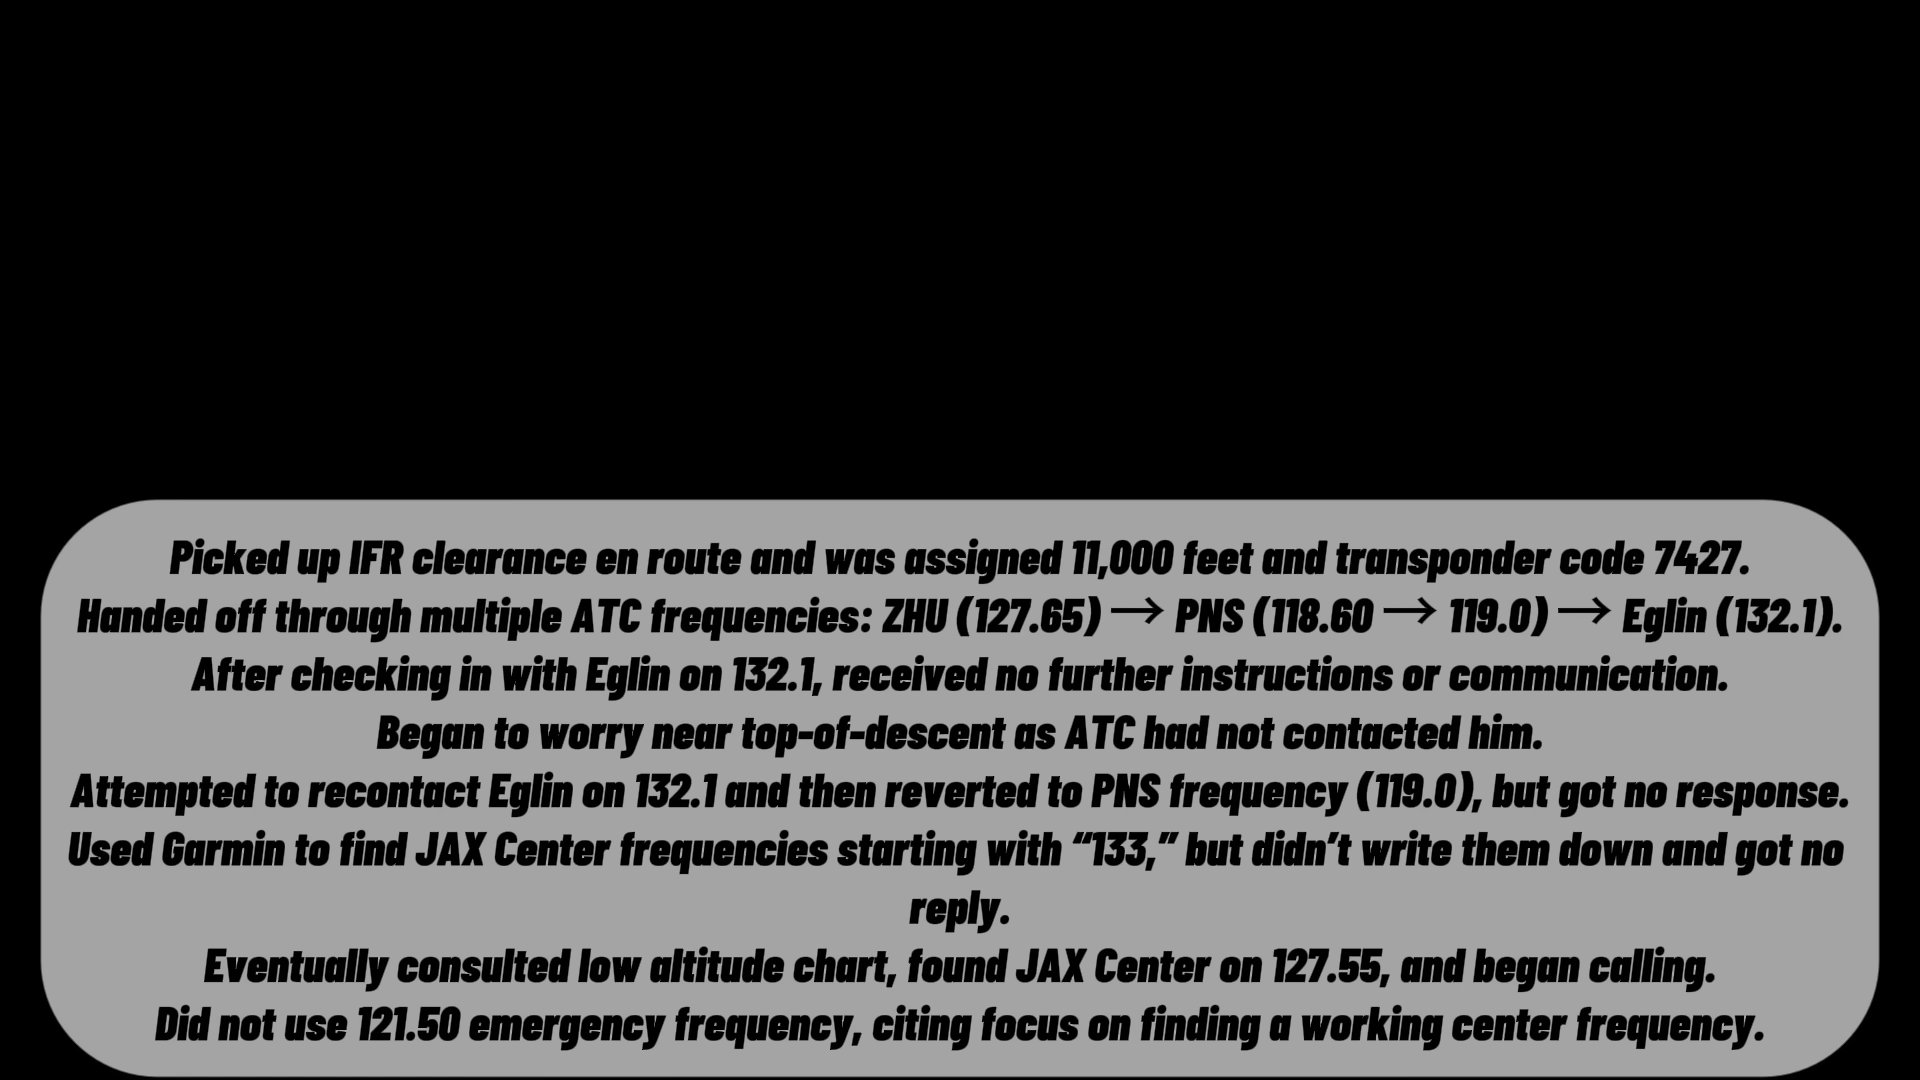 Picked up IFR clearance en route and was assigned 11,000 feet and transponder code 7427.
Handed off through multiple ATC frequencies: ZHU (127.65) → PNS (118.60 → 119.0) → Eglin (132.1).
After checking in with Eglin on 132.1, received no further instructions or communication.
Began to worry near top-of-descent as ATC had not contacted him.
Attempted to recontact Eglin on 132.1 and then reverted to PNS frequency (119.0), but got no response.
Used Garmin to find JAX Center frequencies starting with “133,” but didn’t write them down and got no
reply.
Eventually consulted low altitude chart, found JAX Center on 127.55, and began calling.
Did not use 121.50 emergency frequency, citing focus on finding a working center frequency.